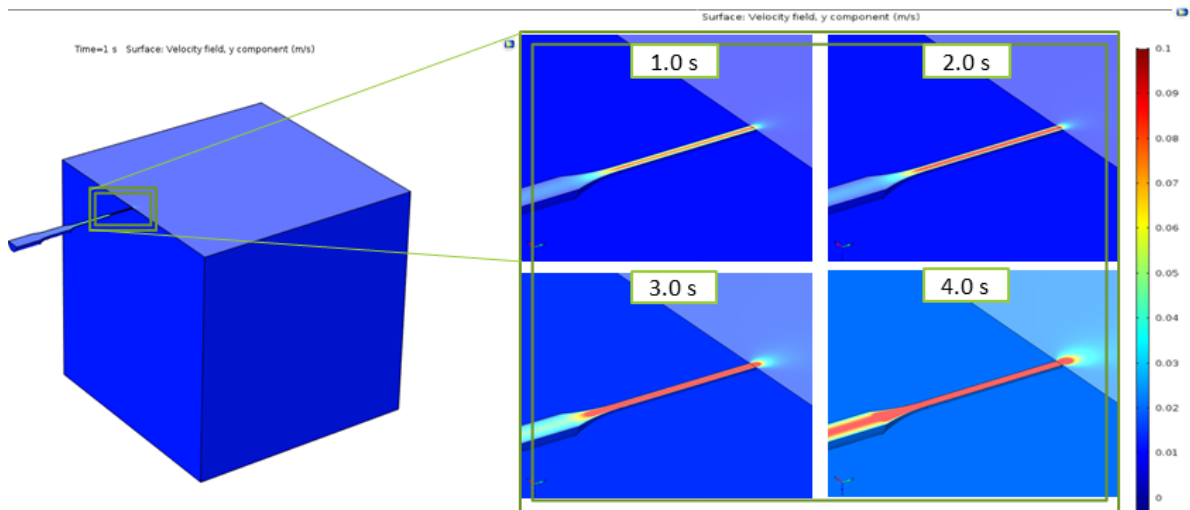 Surface: Velocity field, y component (m/s)
Time=1 s   Surface: Velocity field, y component (m/s)
1.0 s
2.0 s
3.0 s
4.0 s
0.1
0.09
0.08
0.07
0.06
0.05
0.04
0.03
0.02
0.01
0